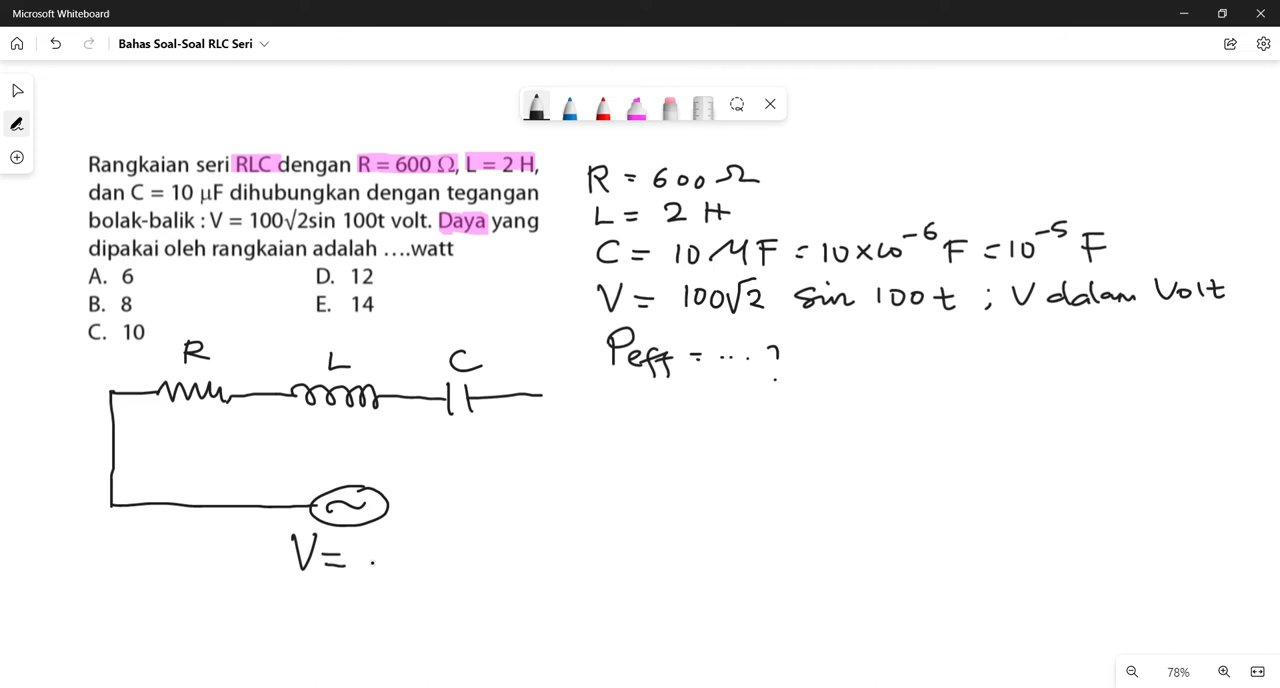 Microsoft Whiteboard
Bahas Soal-Soal RLC Seri
Rangkaian seri RLC dengan R = 600 Ω, L = 2 H,
dan C = 10 μF dihubungkan dengan tegangan
bolak-balik : V = 100√2sin 100t volt. Daya yang
dipakai oleh rangkaian adalah ....watt
A. 6
D. 12
B. 8
E. 14
C. 10
R = 600 Ω
L = 2 H
C = 10 μF = 10×10⁻⁶ F = 10⁻⁵ F
V = 100√2 sin 100t ; V dalam Volt
Peff = ... ?
R L C
V = .
78%